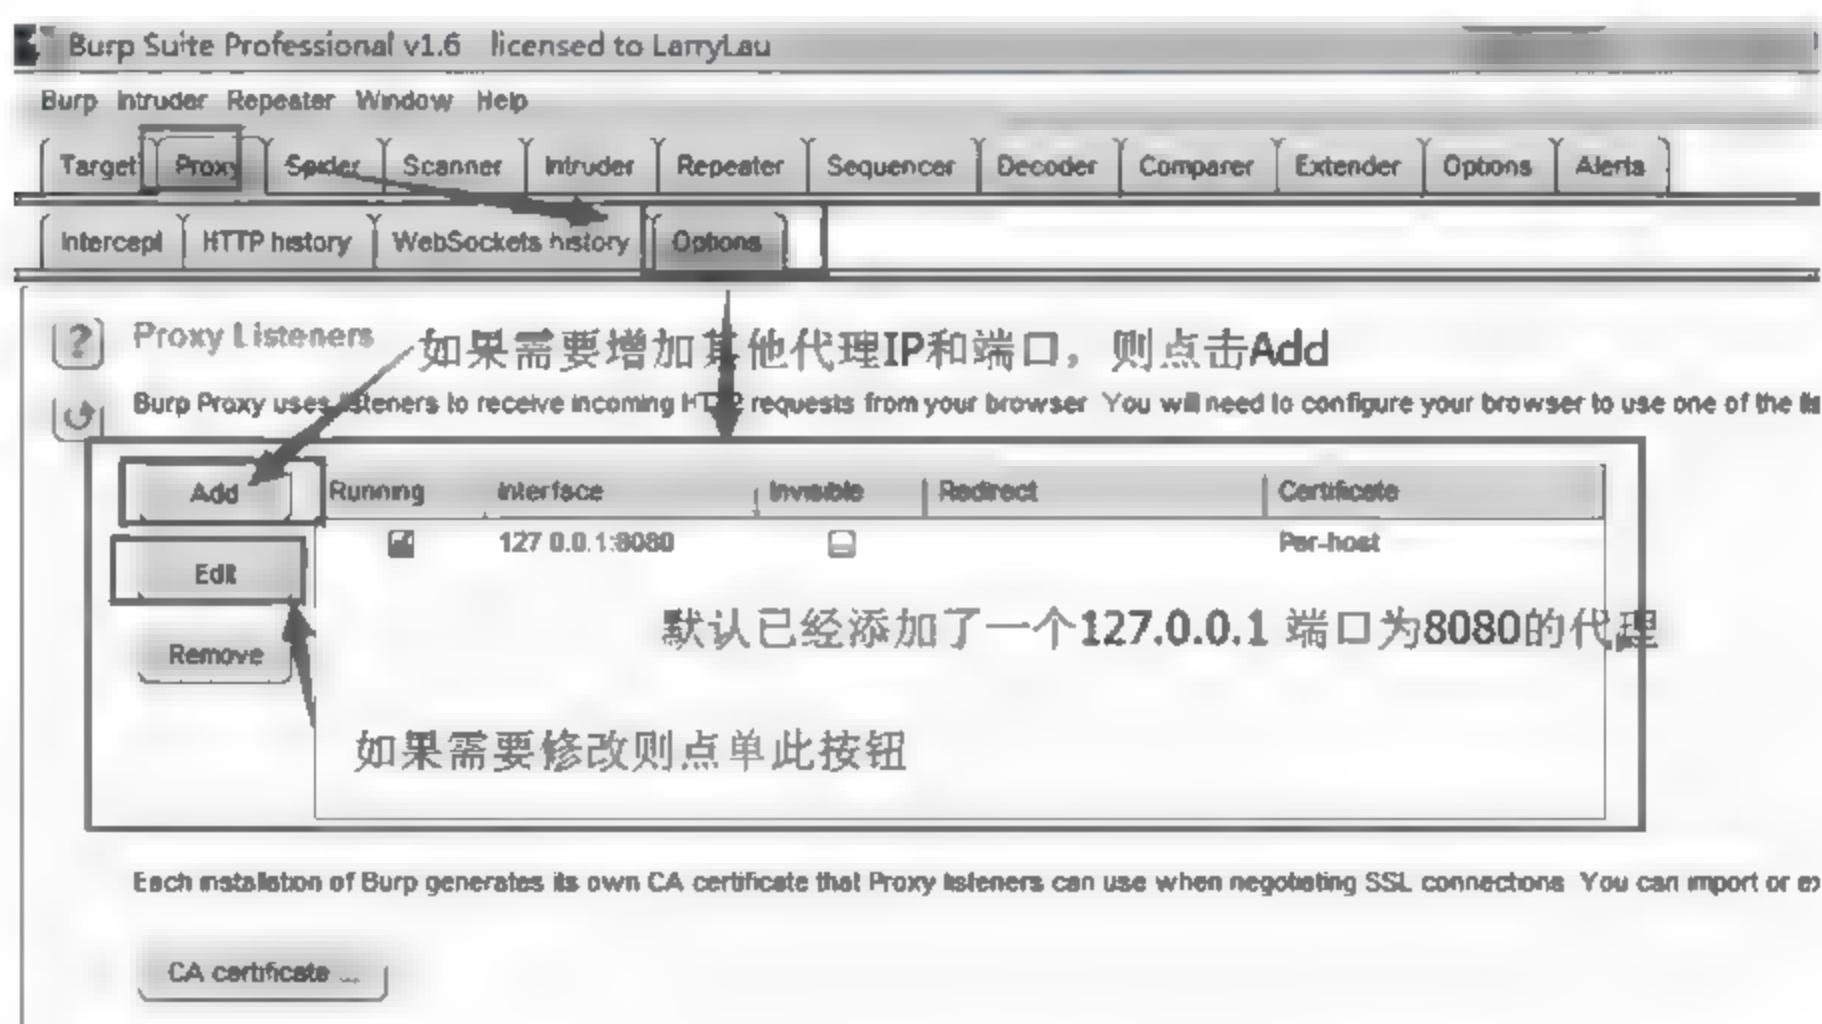 Burp Suite Professional v1.6 licensed to LarryLau
Burp Intruder Repeater Window Help
Target Proxy Spider Scanner Intruder Repeater Sequencer Decoder Comparer Extender Options Alerts
Intercept HTTP history WebSockets history Options
? Proxy Listeners
如果需要增加其他代理IP和端口，则点击Add
Burp Proxy uses listeners to receive incoming HTTP requests from your browser You will need to configure your browser to use one of the
Add Running Interface Invisible Redirect Certificate
127.0.0.1:8080 Per-host
Edit
默认已经添加了一个127.0.0.1 端口为8080的代理
Remove
如果需要修改则点单此按钮
Each installation of Burp generates its own CA certificate that Proxy listeners can use when negotiating SSL connections You can import or ex
CA certificate ...